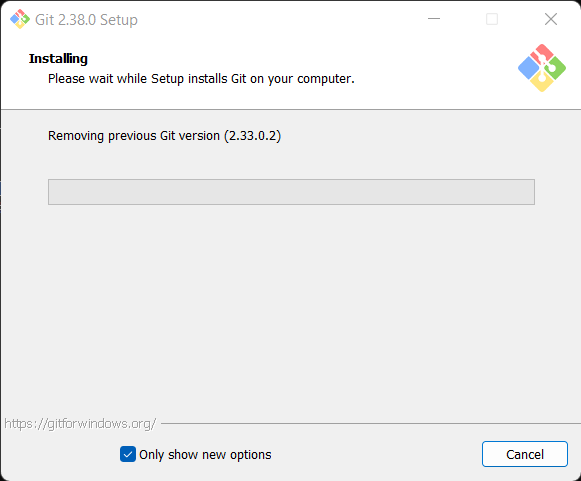 Git 2.38.0 Setup
Installing
Please wait while Setup installs Git on your computer.
Removing previous Git version (2.33.0.2)
https://gitforwindows.org/
Only show new options
Cancel